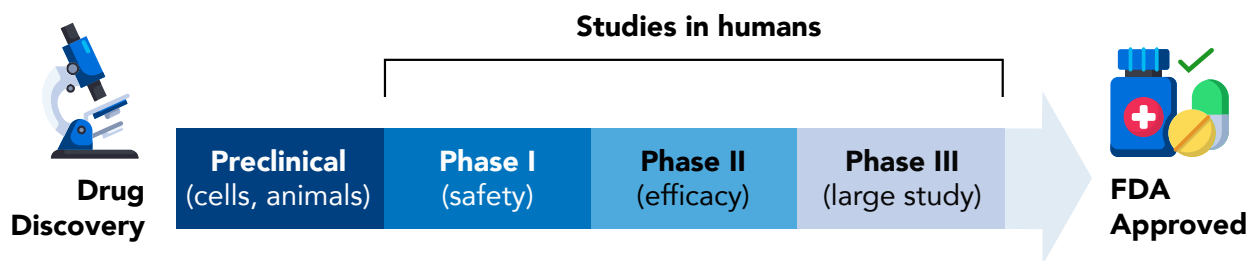 Studies in humans
Drug
Discovery
Preclinical
(cells, animals)
Phase I
(safety)
Phase II
(efficacy)
Phase III
(large study)
FDA
Approved